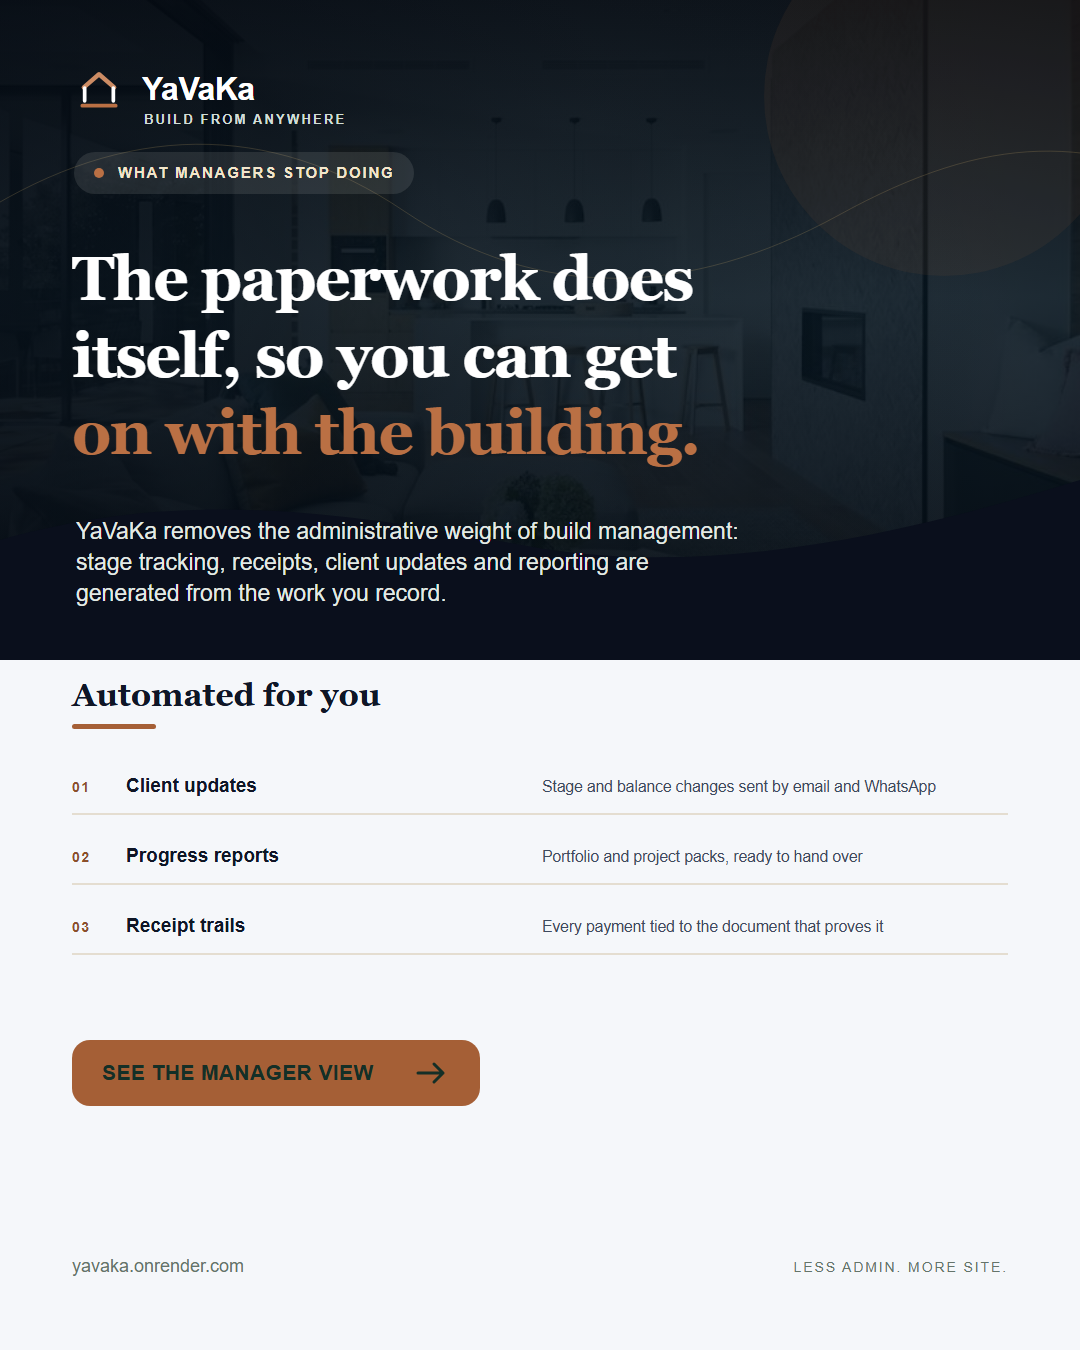 YaVaKa
BUILD FROM ANYWHERE
WHAT MANAGERS STOP DOING
The paperwork does
itself, so you can get
on with the building.
YaVaKa removes the administrative weight of build management:
stage tracking, receipts, client updates and reporting are
generated from the work you record.
Automated for you
01 Client updates Stage and balance changes sent by email and WhatsApp
02 Progress reports Portfolio and project packs, ready to hand over
03 Receipt trails Every payment tied to the document that proves it
SEE THE MANAGER VIEW
yavaka.onrender.com LESS ADMIN. MORE SITE.